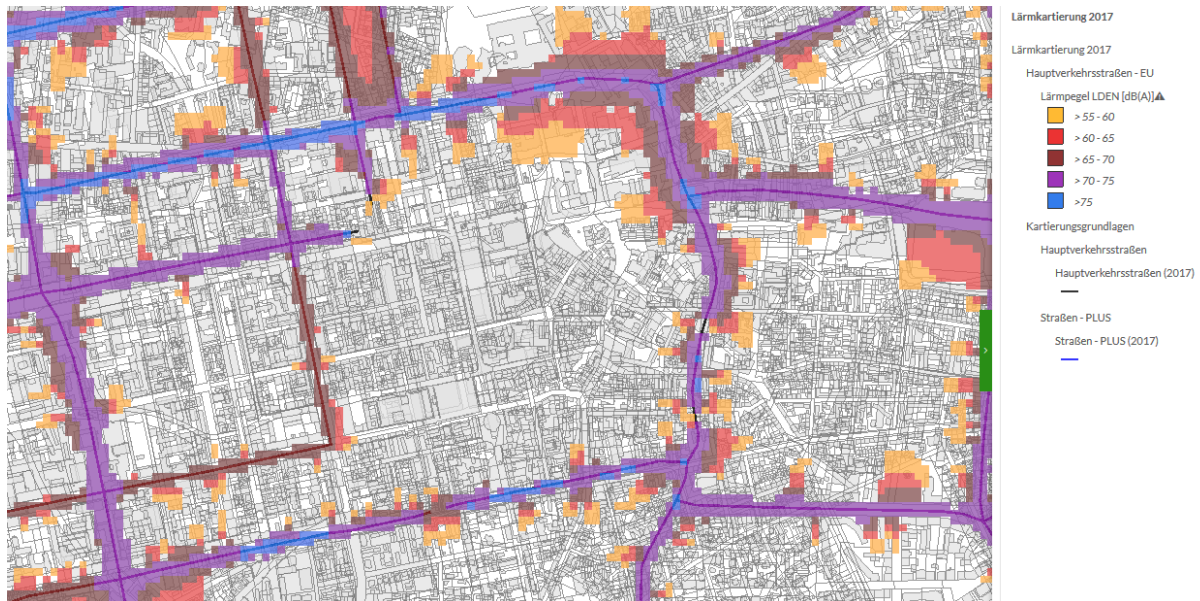 Lärmkartierung 2017
Lärmkartierung 2017
Hauptverkehrsstraßen - EU
Lärmpegel LDEN [dB(A)]⚠
> 55 - 60
> 60 - 65
> 65 - 70
> 70 - 75
>75
Kartierungsgrundlagen
Hauptverkehrsstraßen
Hauptverkehrsstraßen (2017)
Straßen - PLUS
Straßen - PLUS (2017)